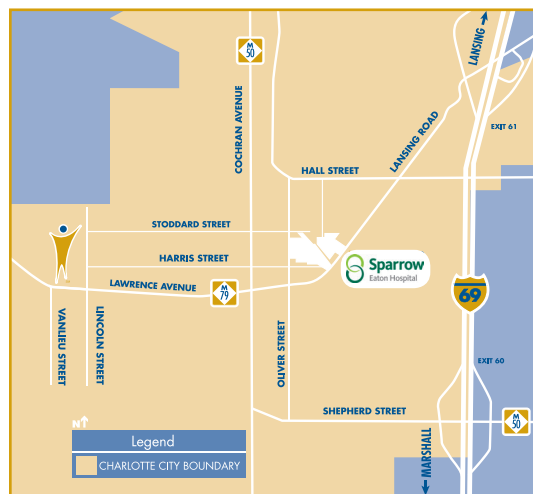 LANSING
M
50
COCHRAN AVENUE
LANSING ROAD
EXIT 61
HALL STREET
STODDARD STREET
HARRIS STREET
Sparrow
Eaton Hospital
LAWRENCE AVENUE
M
79
69
VANLIEU STREET
LINCOLN STREET
OLIVER STREET
EXIT 60
SHEPHERD STREET
M
50
N
MARSHALL
Legend
CHARLOTTE CITY BOUNDARY